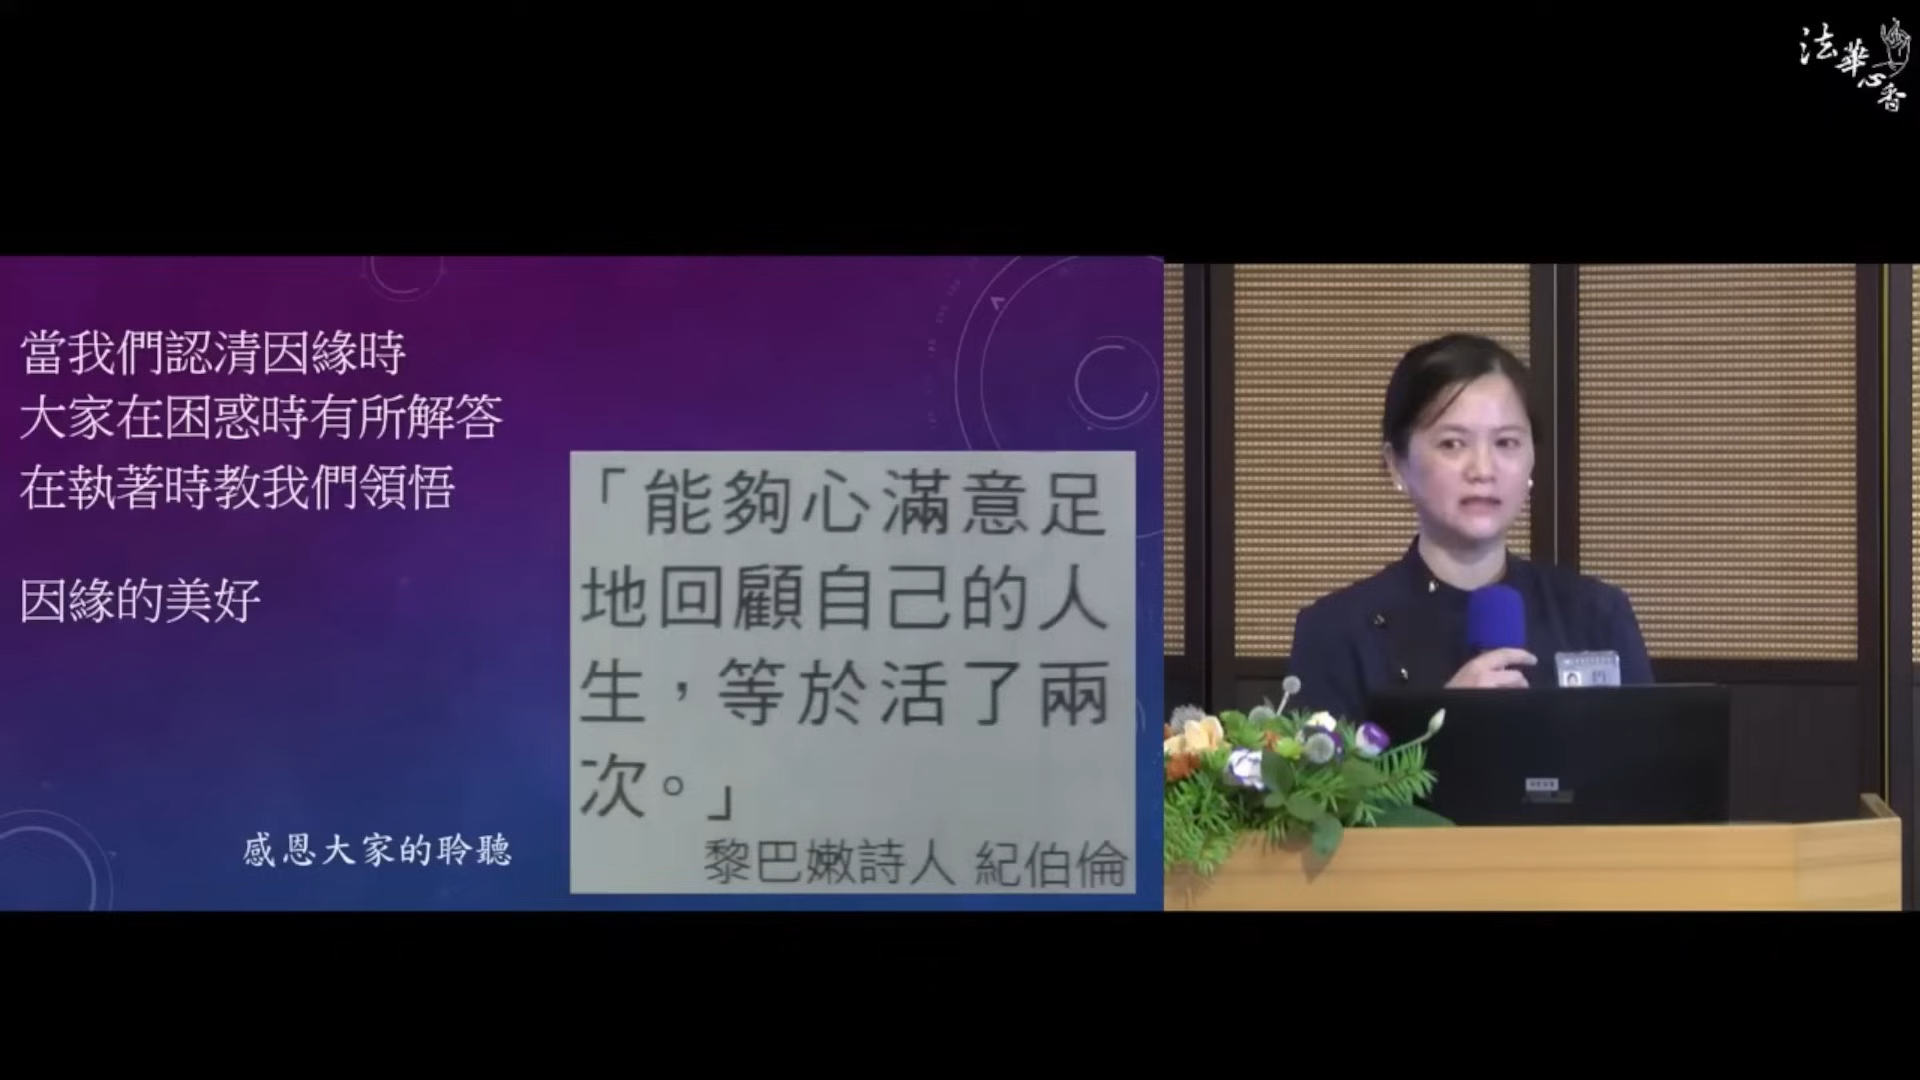 法華心香
當我們認清因緣時
大家在困惑時有所解答
在執著時教我們領悟
因緣的美好
感恩大家的聆聽
「能夠心滿意足
地回顧自己的人
生，等於活了兩
次。」
黎巴嫩詩人 紀伯倫